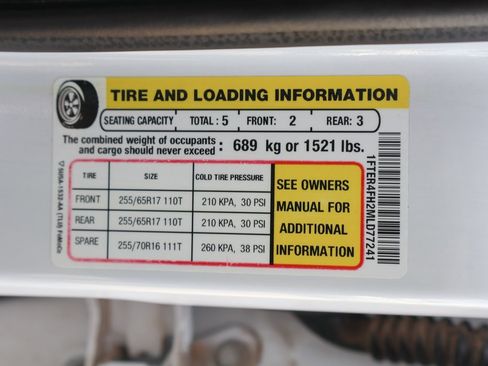 TIRE AND LOADING INFORMATION
SEATING CAPACITY TOTAL : 5 FRONT: 2 REAR: 3
The combined weight of occupants
and cargo should never exceed : 689 kg or 1521 lbs.
TIRE SIZE COLD TIRE PRESSURE
FRONT 255/65R17 110T 210 KPA, 30 PSI
REAR 255/65R17 110T 210 KPA, 30 PSI
SPARE 255/70R16 111T 260 KPA, 38 PSI
SEE OWNERS
MANUAL FOR
ADDITIONAL
INFORMATION
1FTER4FH2MLD77241